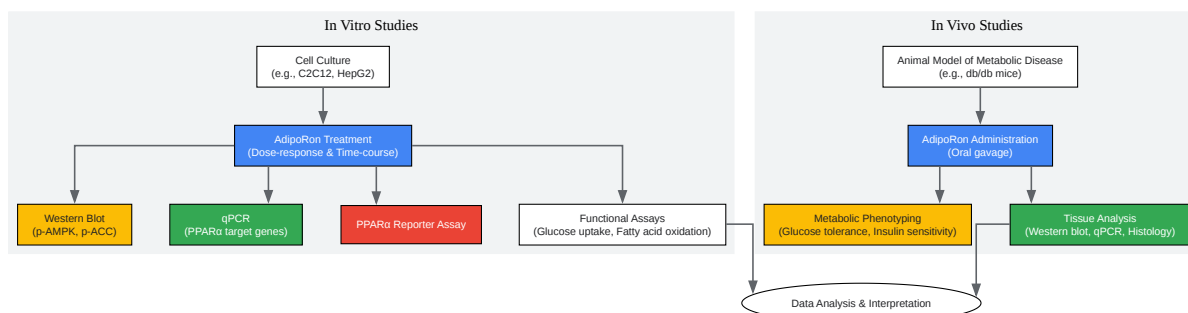 In Vitro Studies
Cell Culture
(e.g., C2C12, HepG2)
AdipoRon Treatment
(Dose-response & Time-course)
Western Blot
(p-AMPK, p-ACC)
qPCR
(PPARα target genes)
PPARα Reporter Assay
Functional Assays
(Glucose uptake, Fatty acid oxidation)
In Vivo Studies
Animal Model of Metabolic Disease
(e.g., db/db mice)
AdipoRon Administration
(Oral gavage)
Metabolic Phenotyping
(Glucose tolerance, Insulin sensitivity)
Tissue Analysis
(Western blot, qPCR, Histology)
Data Analysis & Interpretation